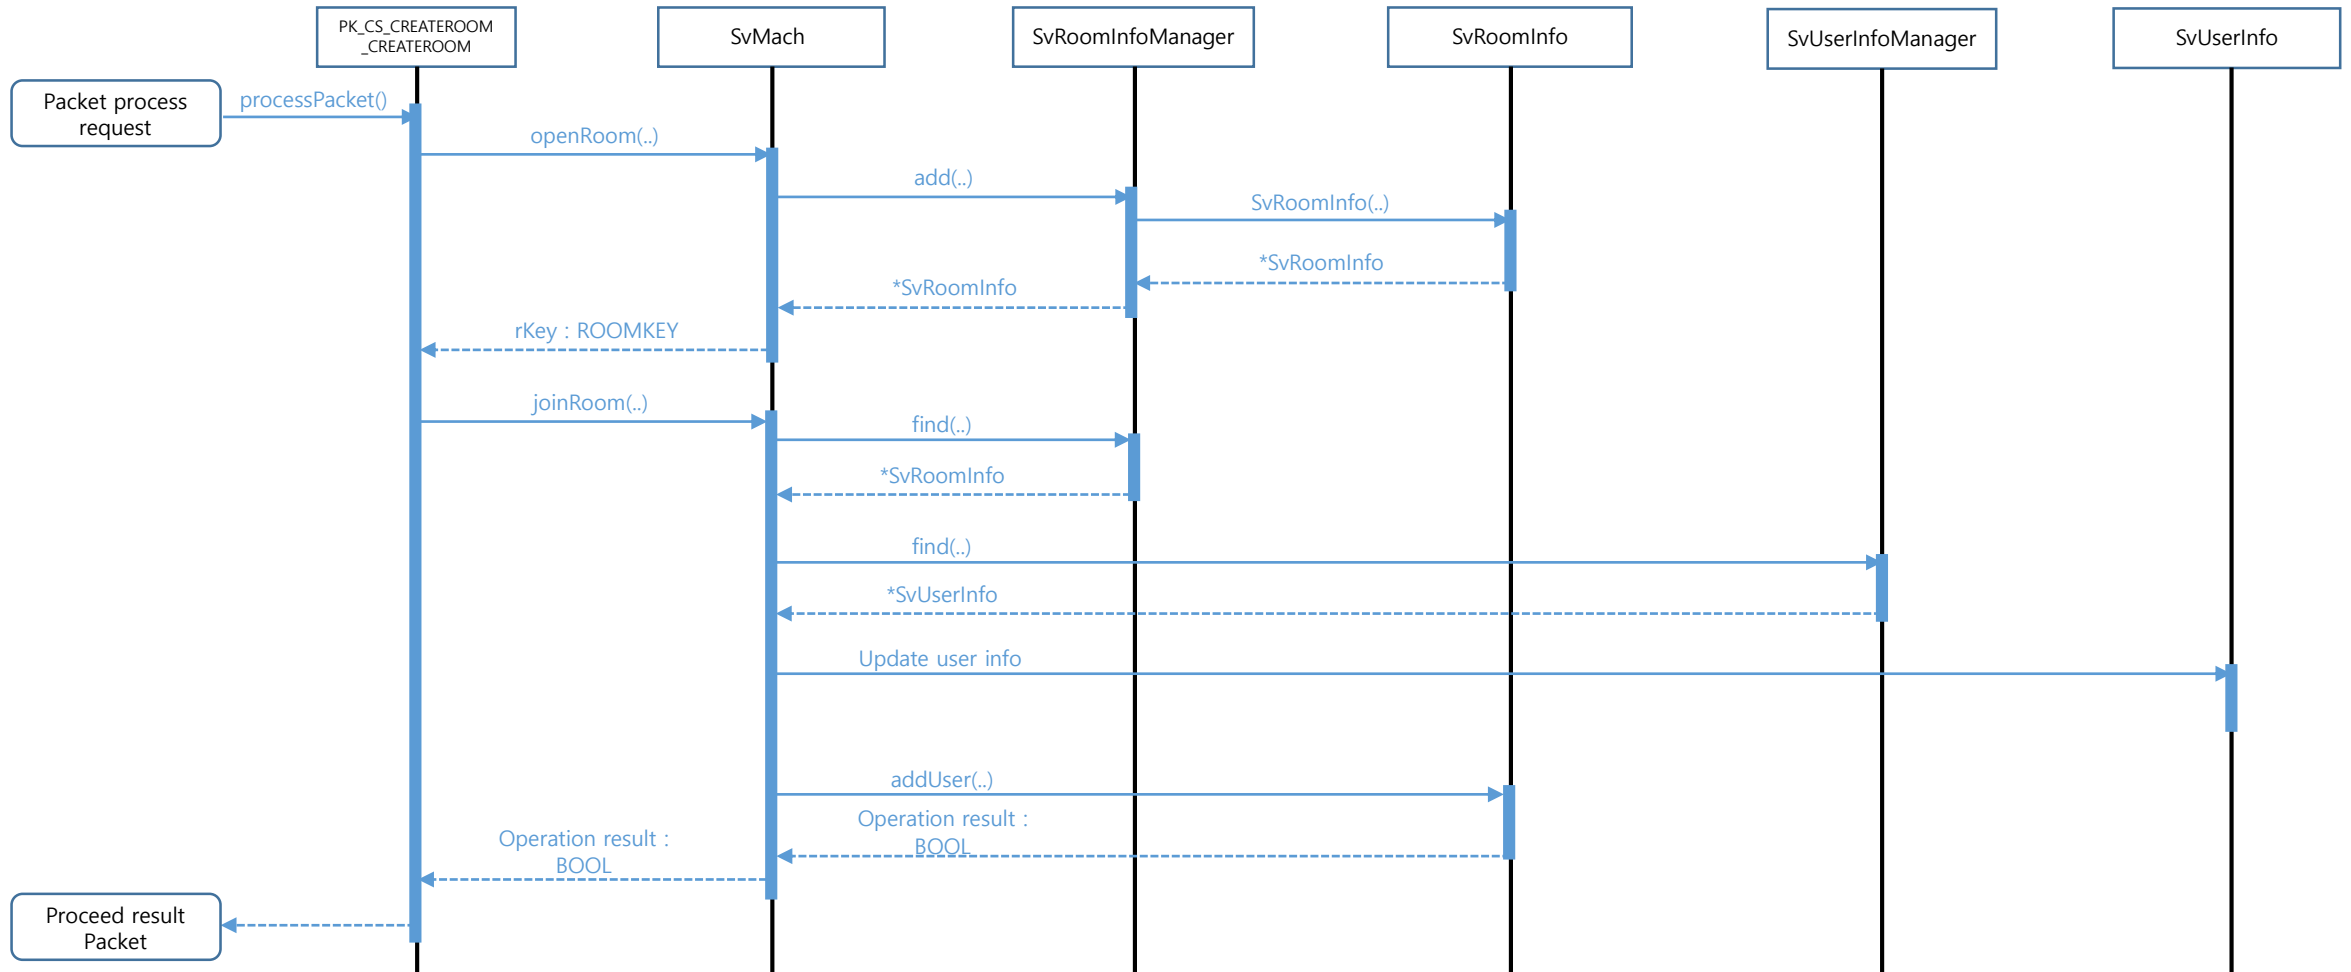 PK_CS_CREATEROOM
_CREATEROOM
SvMach
SvRoomInfoManager
SvRoomInfo
SvUserInfoManager
SvUserInfo
Packet process
request
processPacket()
openRoom(..)
add(..)
SvRoomInfo(..)
*SvRoomInfo
*SvRoomInfo
rKey : ROOMKEY
joinRoom(..)
find(..)
*SvRoomInfo
find(..)
*SvUserInfo
Update user info
addUser(..)
Operation result :
BOOL
Operation result :
BOOL
Proceed result
Packet